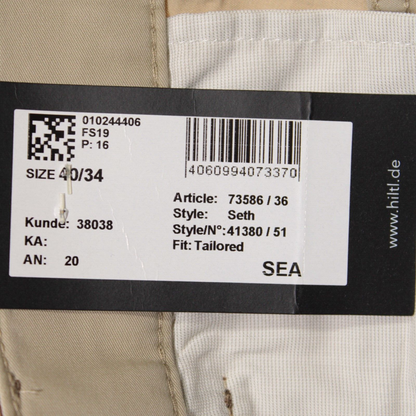 010244406
FS19
P: 16
4060994073370
SIZE 40/34
Article: 73586 / 36
Style: Seth
Style/N°: 41380 / 51
Fit: Tailored
Kunde: 38038
KA:
AN: 20
SEA
www.hiltl.de